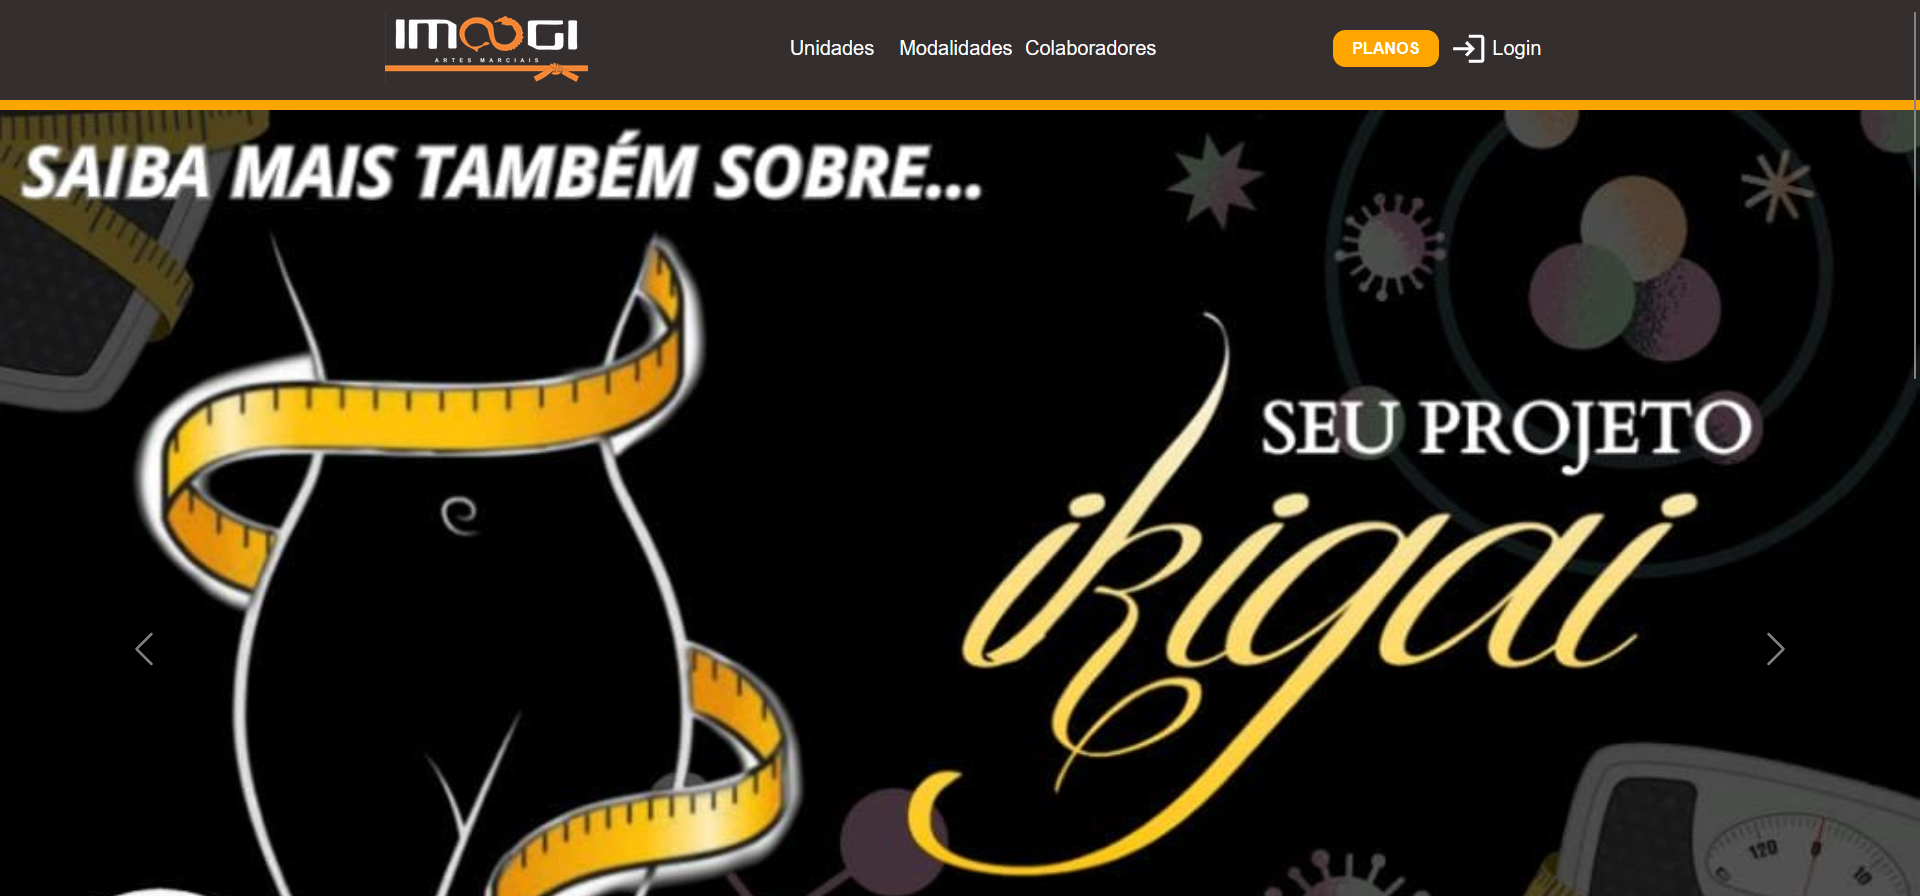 IMOOGI
ARTES MARCIAIS
Unidades Modalidades Colaboradores
PLANOS Login
SAIBA MAIS TAMBÉM SOBRE...
SEU PROJETO
ikigai
120 0 10